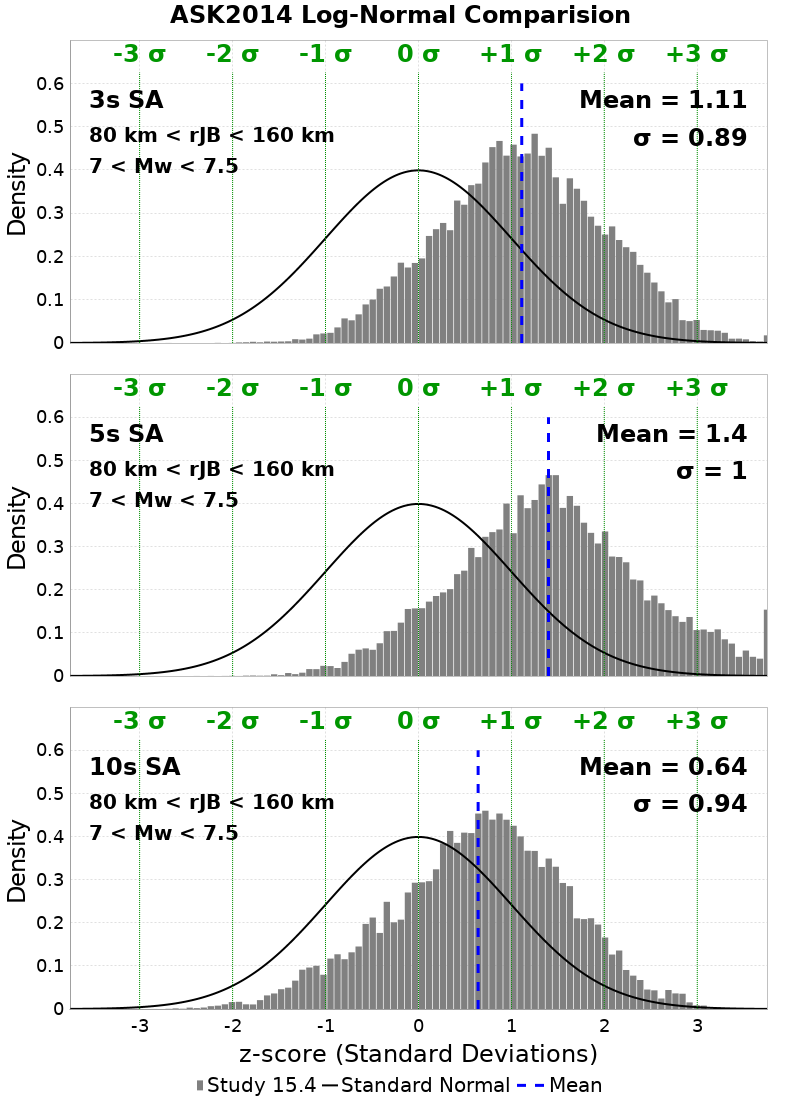 ASK2014 Log-Normal Comparision
-3 σ -2 σ -1 σ 0 σ +1 σ +2 σ +3 σ
0.6
3s SA Mean = 1.11
0.5
80 km < rJB < 160 km σ = 0.89
7 < Mw < 7.5
0.4
0.3
0.2
0.1
0
Density
-3 σ -2 σ -1 σ 0 σ +1 σ +2 σ +3 σ
0.6
5s SA Mean = 1.4
0.5
80 km < rJB < 160 km σ = 1
7 < Mw < 7.5
0.4
0.3
0.2
0.1
0
Density
-3 σ -2 σ -1 σ 0 σ +1 σ +2 σ +3 σ
0.6
10s SA Mean = 0.64
0.5
80 km < rJB < 160 km σ = 0.94
7 < Mw < 7.5
0.4
0.3
0.2
0.1
0
Density
-3 -2 -1 0 1 2 3
z-score (Standard Deviations)
Study 15.4 Standard Normal Mean